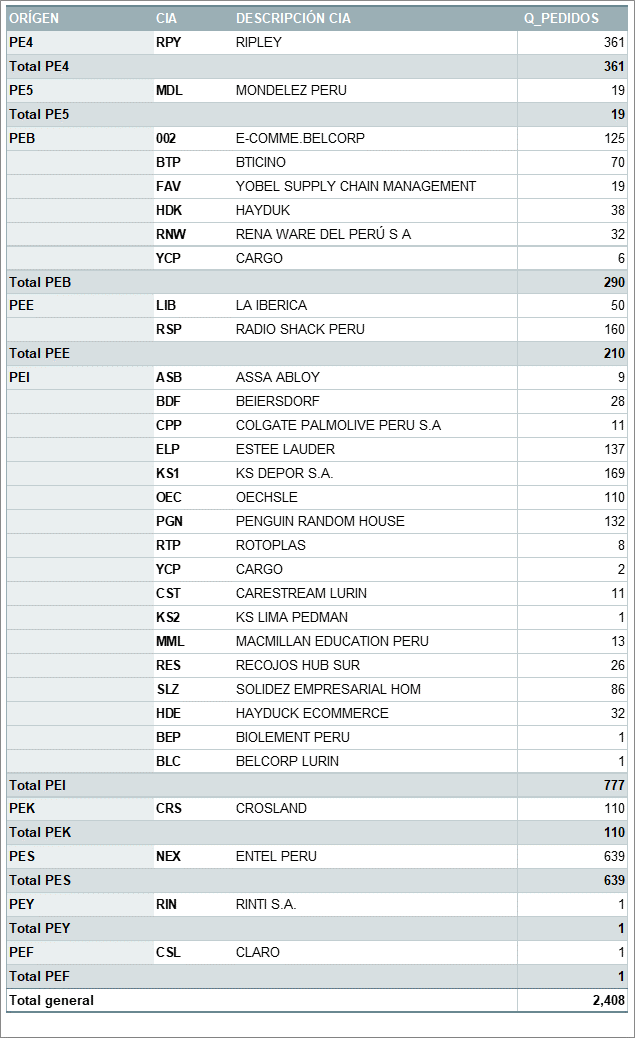 ORÍGEN CIA DESCRIPCIÓN CIA Q_PEDIDOS
PE4 RPY RIPLEY 361
Total PE4 361
PE5 MDL MONDELEZ PERU 19
Total PE5 19
PEB 002 E-COMME.BELCORP 125
BTP BTICINO 70
FAV YOBEL SUPPLY CHAIN MANAGEMENT 19
HDK HAYDUK 38
RNW RENA WARE DEL PERÚ S A 32
YCP CARGO 6
Total PEB 290
PEE LIB LA IBERICA 50
RSP RADIO SHACK PERU 160
Total PEE 210
PEI ASB ASSA ABLOY 9
BDF BEIERSDORF 28
CPP COLGATE PALMOLIVE PERU S.A 11
ELP ESTEE LAUDER 137
KS1 KS DEPOR S.A. 169
OEC OECHSLE 110
PGN PENGUIN RANDOM HOUSE 132
RTP ROTOPLAS 8
YCP CARGO 2
CST CARESTREAM LURIN 11
KS2 KS LIMA PEDMAN 1
MML MACMILLAN EDUCATION PERU 13
RES RECOJOS HUB SUR 26
SLZ SOLIDEZ EMPRESARIAL HOM 86
HDE HAYDUCK ECOMMERCE 32
BEP BIOLEMENT PERU 1
BLC BELCORP LURIN 1
Total PEI 777
PEK CRS CROSLAND 110
Total PEK 110
PES NEX ENTEL PERU 639
Total PES 639
PEY RIN RINTI S.A. 1
Total PEY 1
PEF CSL CLARO 1
Total PEF 1
Total general 2,408